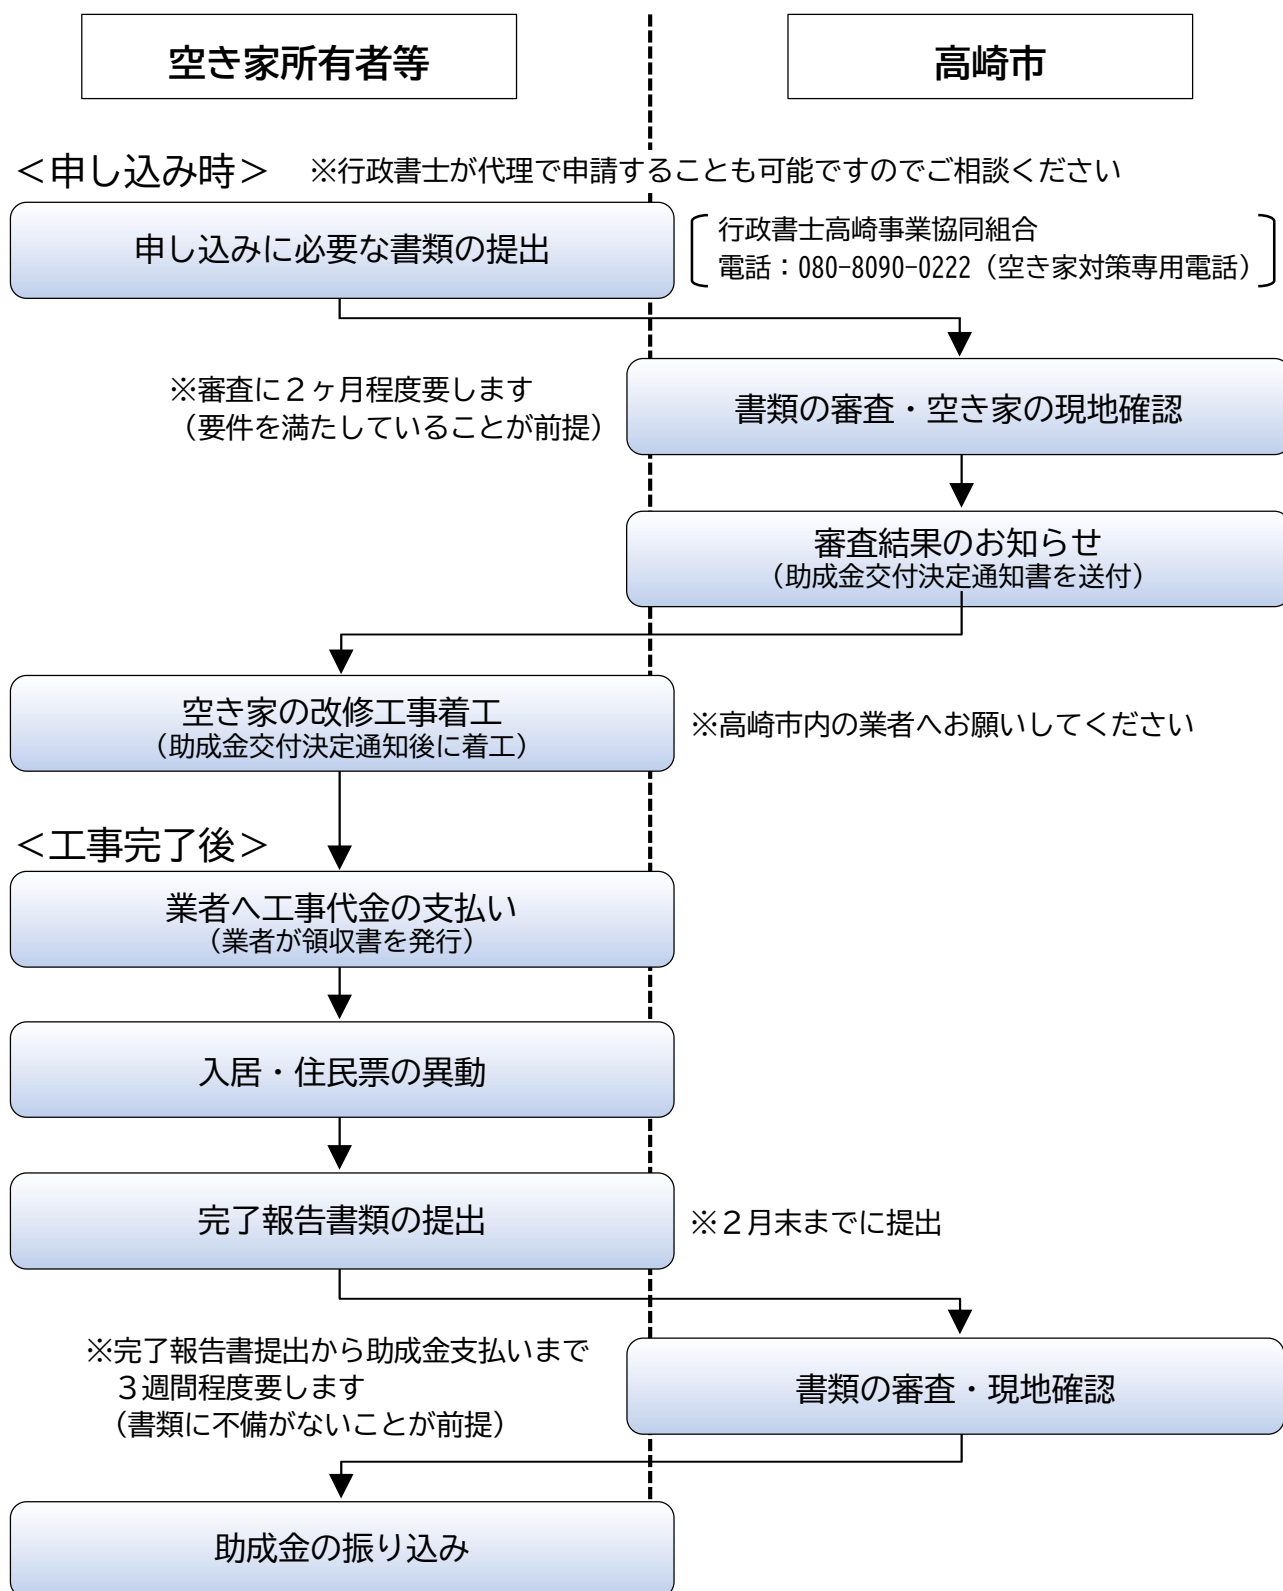 空き家所有者等
高崎市
＜申し込み時＞
※行政書士が代理で申請することも可能ですのでご相談ください
申し込みに必要な書類の提出
行政書士高崎事業協同組合
電話：080-8090-0222（空き家対策専用電話）
※審査に２ヶ月程度要します
（要件を満たしていることが前提）
書類の審査・空き家の現地確認
審査結果のお知らせ
（助成金交付決定通知書を送付）
空き家の改修工事着工
（助成金交付決定通知後に着工）
※高崎市内の業者へお願いしてください
＜工事完了後＞
業者へ工事代金の支払い
（業者が領収書を発行）
入居・住民票の異動
完了報告書類の提出
※２月末までに提出
※完了報告書提出から助成金支払いまで
３週間程度要します
（書類に不備がないことが前提）
書類の審査・現地確認
助成金の振り込み